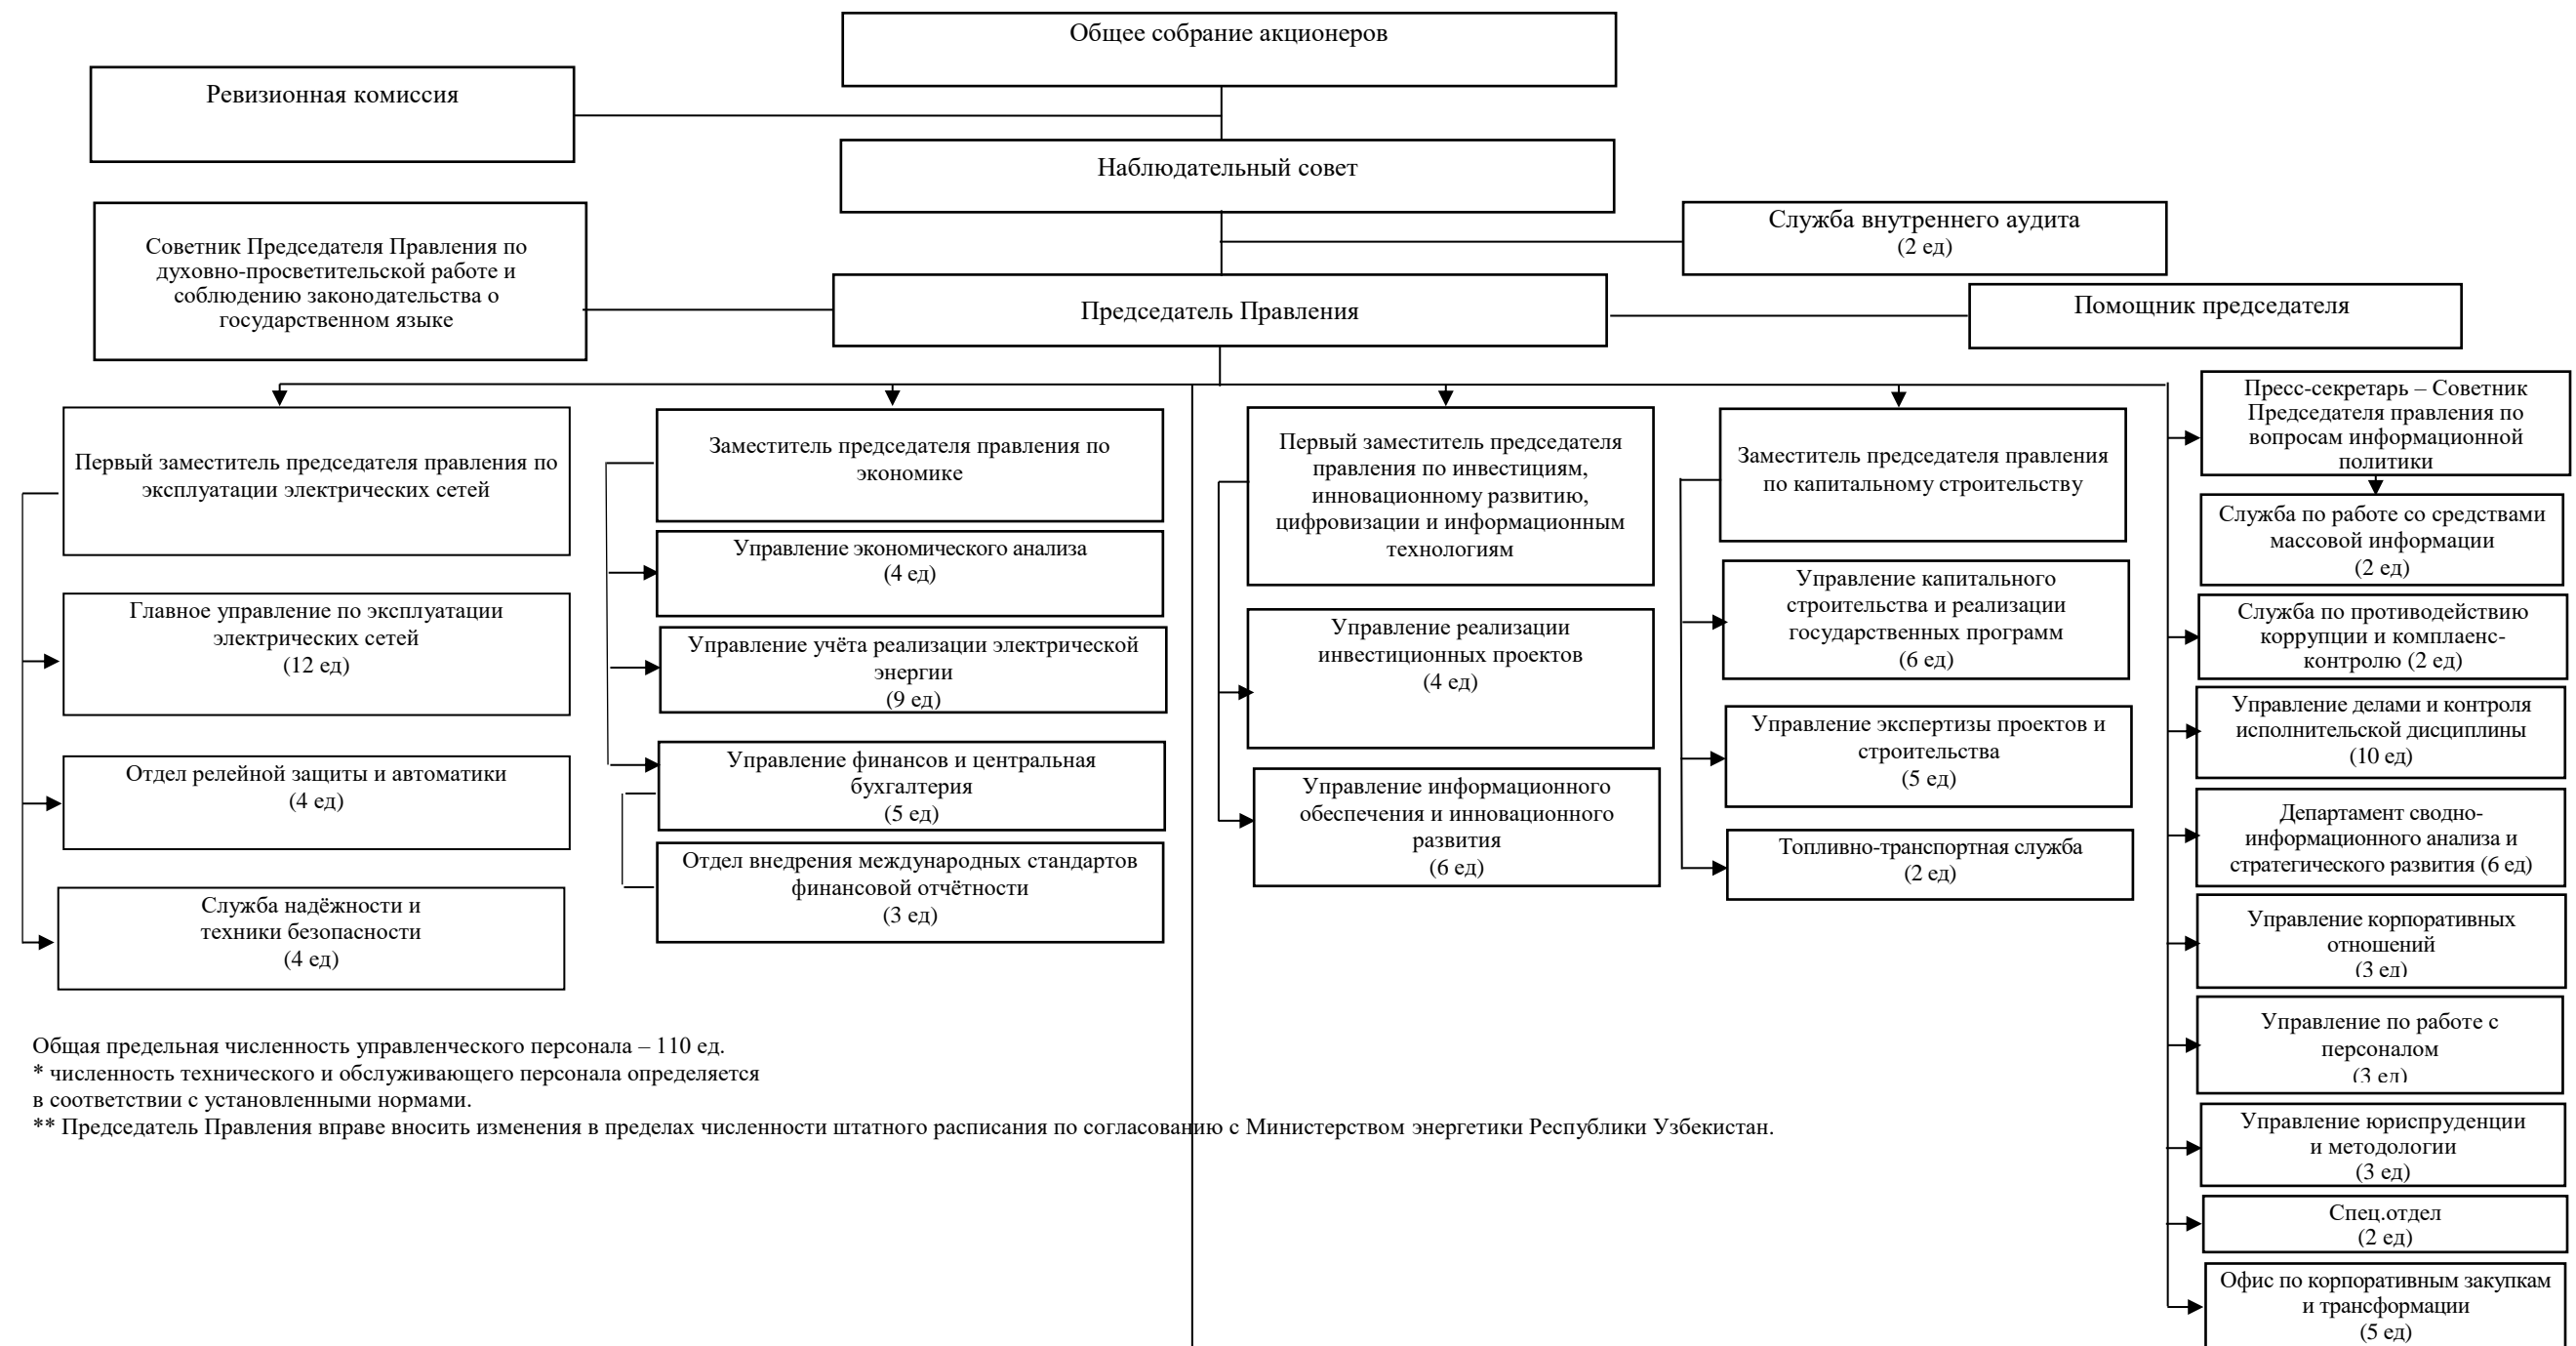 Общее собрание акционеров
Ревизионная комиссия
Наблюдательный совет
Служба внутреннего аудита
(2 ед)
Советник Председателя Правления по
духовно-просветительской работе и
соблюдению законодательства о
государственном языке
Председатель Правления
Помощник председателя
Первый заместитель председателя правления по
эксплуатации электрических сетей
Главное управление по эксплуатации
электрических сетей
(12 ед)
Отдел релейной защиты и автоматики
(4 ед)
Служба надёжности и
техники безопасности
(4 ед)
Заместитель председателя правления по
экономике
Управление экономического анализа
(4 ед)
Управление учёта реализации электрической
энергии
(9 ед)
Управление финансов и центральная
бухгалтерия
(5 ед)
Отдел внедрения международных стандартов
финансовой отчётности
(3 ед)
Первый заместитель председателя
правления по инвестициям,
инновационному развитию,
цифровизации и информационным
технологиям
Управление реализации
инвестиционных проектов
(4 ед)
Управление информационного
обеспечения и инновационного
развития
(6 ед)
Заместитель председателя правления
по капитальному строительству
Управление капитального
строительства и реализации
государственных программ
(6 ед)
Управление экспертизы проектов и
строительства
(5 ед)
Топливно-транспортная служба
(2 ед)
Пресс-секретарь – Советник
Председателя правления по
вопросам информационной
политики
Служба по работе со средствами
массовой информации
(2 ед)
Служба по противодействию
коррупции и комплаенс-
контролю (2 ед)
Управление делами и контроля
исполнительской дисциплины
(10 ед)
Департамент сводно-
информационного анализа и
стратегического развития (6 ед)
Управление корпоративных
отношений
(3 ед)
Управление по работе с
персоналом
(3 ед)
Управление юриспруденции
и методологии
(3 ед)
Спец.отдел
(2 ед)
Офис по корпоративным закупкам
и трансформации
(5 ед)
Общая предельная численность управленческого персонала – 110 ед.
* численность технического и обслуживающего персонала определяется
в соответствии с установленными нормами.
** Председатель Правления вправе вносить изменения в пределах численности штатного расписания по согласованию с Министерством энергетики Республики Узбекистан.